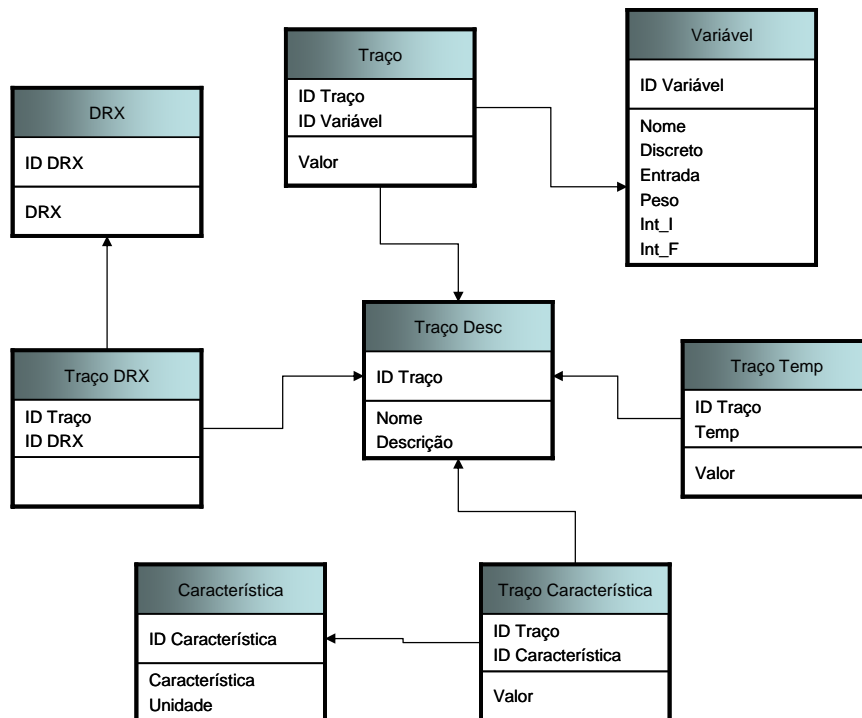 Variável
ID Variável
Nome
Discreto
Entrada
Peso
Int_I
Int_F
Traço
ID Traço
ID Variável
Valor
DRX
ID DRX
DRX
Traço Desc
ID Traço
Nome
Descrição
Traço DRX
ID Traço
ID DRX
Traço Temp
ID Traço
Temp
Valor
Característica
ID Característica
Característica
Unidade
Traço Característica
ID Traço
ID Característica
Valor